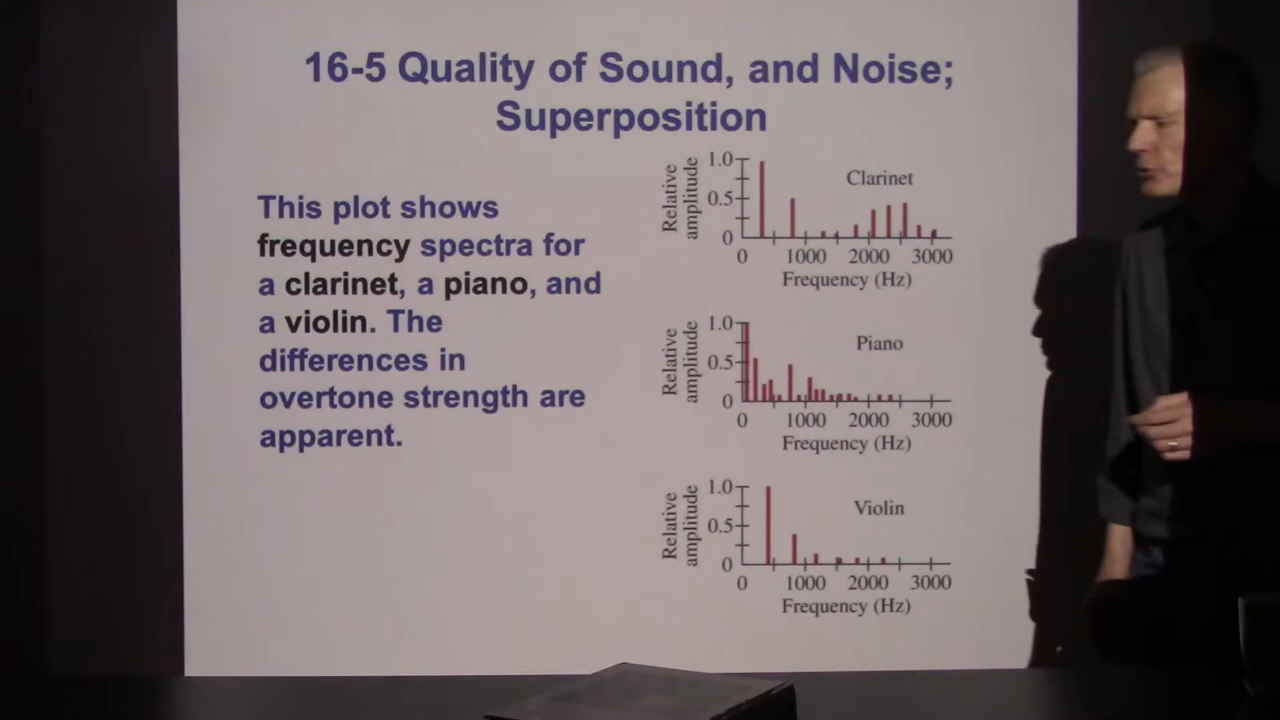 16-5 Quality of Sound, and Noise;
Superposition
This plot shows
frequency spectra for
a clarinet, a piano, and
a violin. The
differences in
overtone strength are
apparent.
Relative
amplitude
1.0
0.5
0
Clarinet
0 1000 2000 3000
Frequency (Hz)
Relative
amplitude
1.0
0.5
0
Piano
0 1000 2000 3000
Frequency (Hz)
Relative
amplitude
1.0
0.5
0
Violin
0 1000 2000 3000
Frequency (Hz)